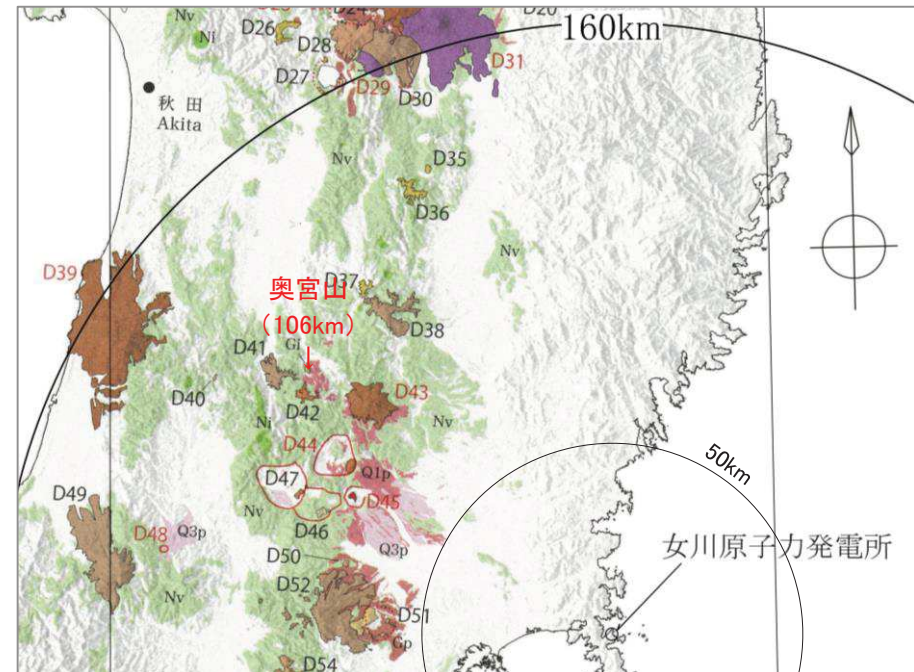 D20
160km
D26
Nv
Ni
D28
D27
D29
D30
D31
秋 田
Akita
Nv
D35
D36
Nv
D39
D37
奥宮山
(106km)
D38
Gl
D41
D40
D42
D43
Ni
Nv
D44
D47
Q1p
D45
50km
D49
Nv
D46
D48
Q3p
Q3p
D50
女川原子力発電所
D52
Nv
D51
Gp
D54